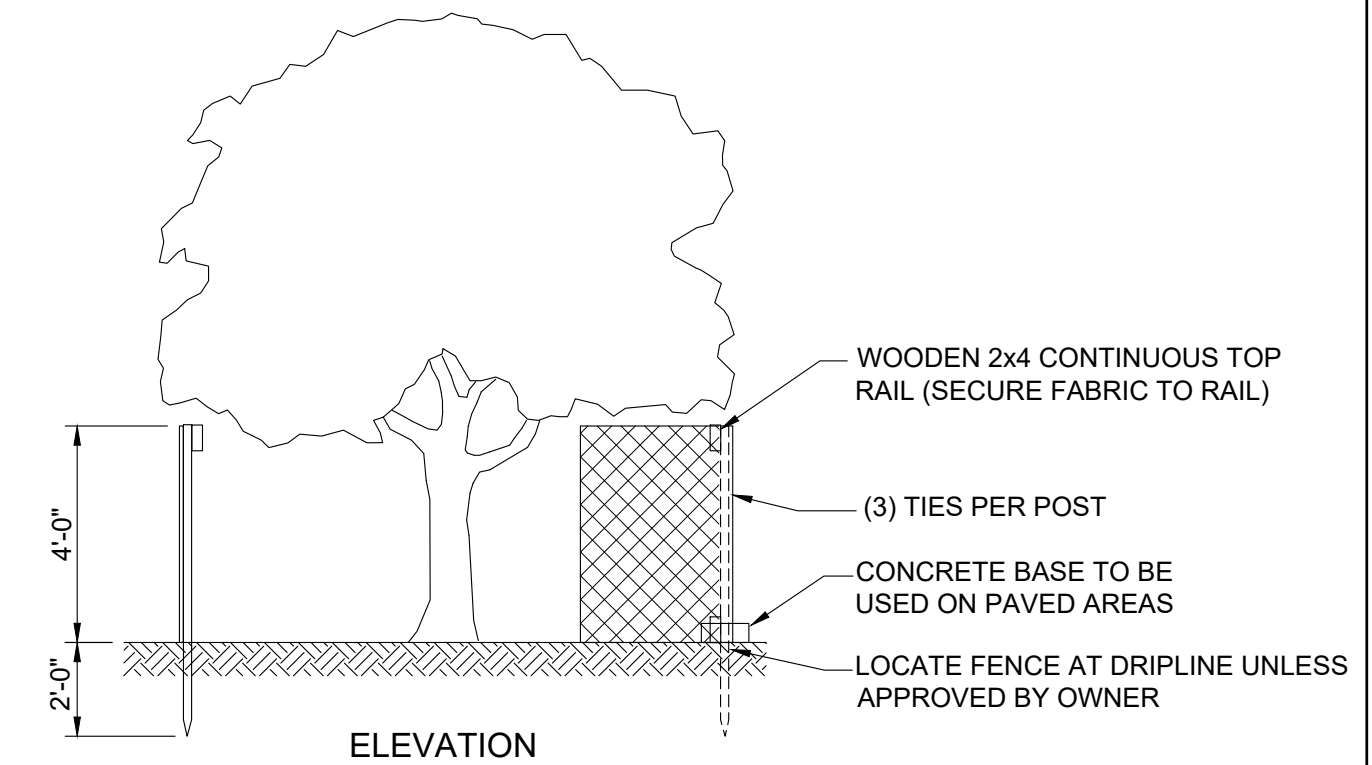 WOODEN 2x4 CONTINUOUS TOP
RAIL (SECURE FABRIC TO RAIL)
4'-0"
(3) TIES PER POST
CONCRETE BASE TO BE
USED ON PAVED AREAS
2'-0"
LOCATE FENCE AT DRIPLINE UNLESS
APPROVED BY OWNER
ELEVATION